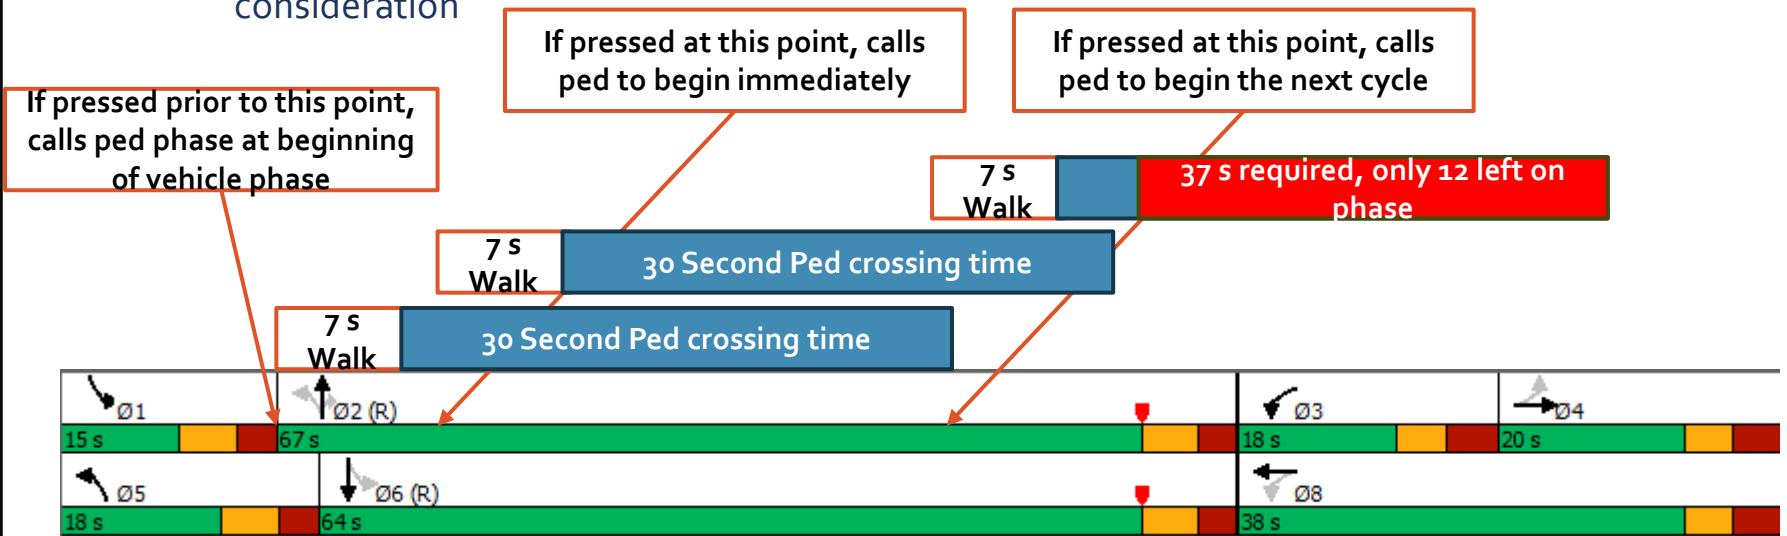 consideration
If pressed prior to this point,
calls ped phase at beginning
of vehicle phase
If pressed at this point, calls
ped to begin immediately
If pressed at this point, calls
ped to begin the next cycle
7 s
Walk
37 s required, only 12 left on
phase
7 s
Walk
30 Second Ped crossing time
7 s
Walk
30 Second Ped crossing time
Ø1
Ø2 (R)
Ø3
Ø4
15 s
67 s
18 s
20 s
Ø5
Ø6 (R)
Ø8
18 s
64 s
38 s